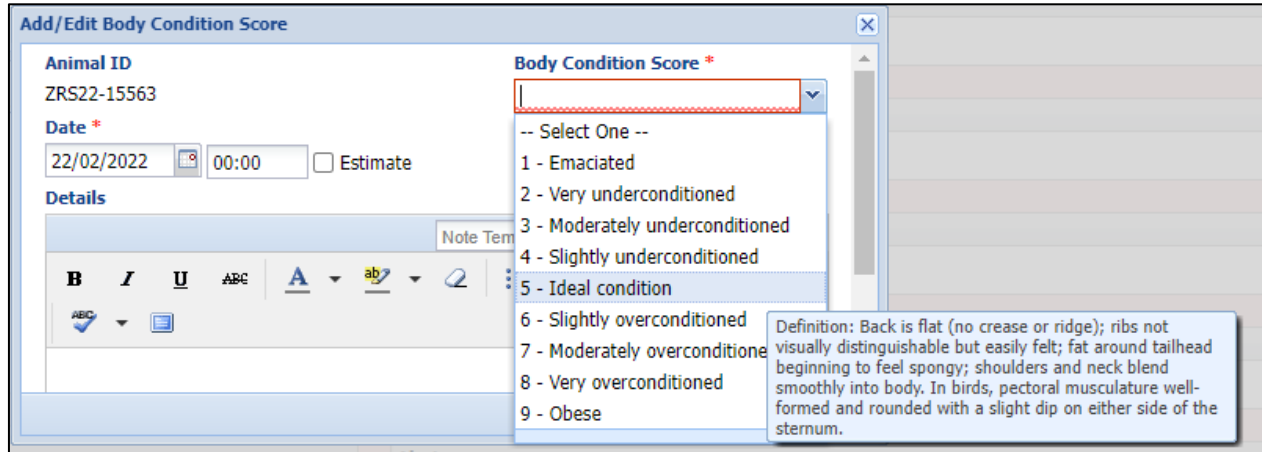 Add/Edit Body Condition Score
Animal ID
ZRS22-15563
Date *
22/02/2022 00:00 Estimate
Details
Note Tem
B I U ABC A ab
ABC
Body Condition Score *
-- Select One --
1 - Emaciated
2 - Very underconditioned
3 - Moderately underconditioned
4 - Slightly underconditioned
5 - Ideal condition
6 - Slightly overconditioned
7 - Moderately overconditione
8 - Very overconditioned
9 - Obese
Definition: Back is flat (no crease or ridge); ribs not
visually distinguishable but easily felt; fat around tailhead
beginning to feel spongy; shoulders and neck blend
smoothly into body. In birds, pectoral musculature well-
formed and rounded with a slight dip on either side of the
sternum.